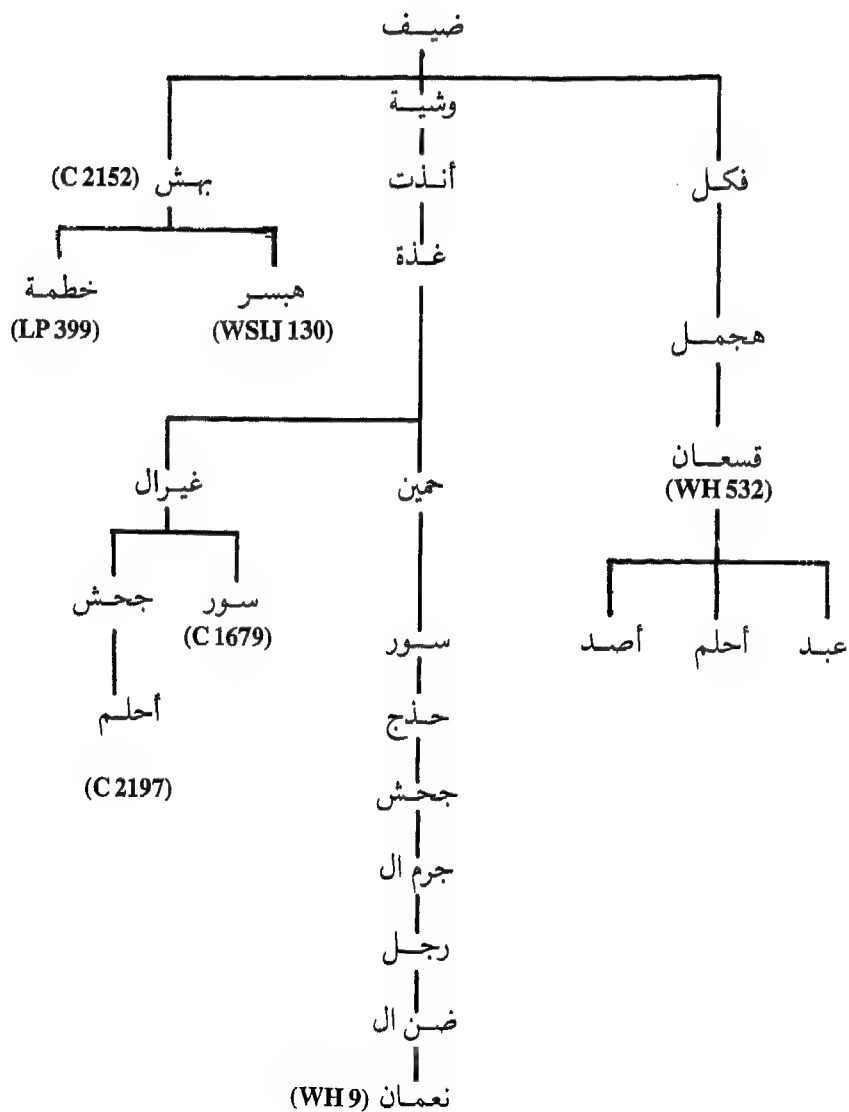 ضيف
وشية
فكل
أنذت
بهش (C 2152)
غذة
هبسر
خطمة
(WSIJ 130)
(LP 399)
هجمل
قسعان
(WH 532)
حمين
غيرال
سور
جحش
(C 1679)
عبد
أحلم
أصد
سور
أحلم
حذج
(C 2197)
جحش
جرم ال
رجل
ضن ال
نعمان (WH 9)